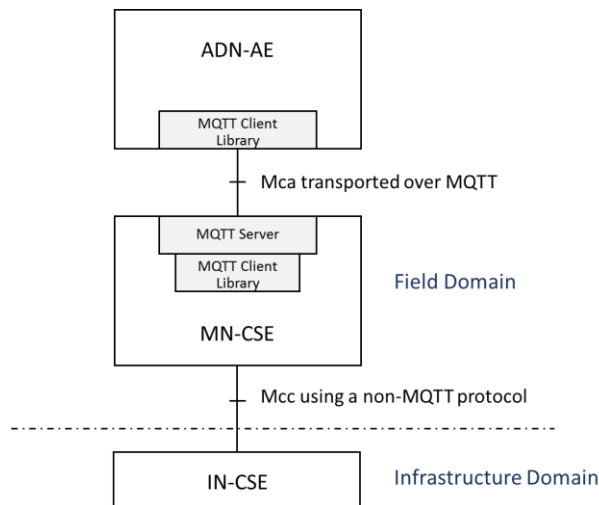 ADN-AE
MQTT Client
Library
Mca transported over MQTT
MQTT Server
MQTT Client
Library
Field Domain
MN-CSE
Mcc using a non-MQTT protocol
IN-CSE
Infrastructure Domain